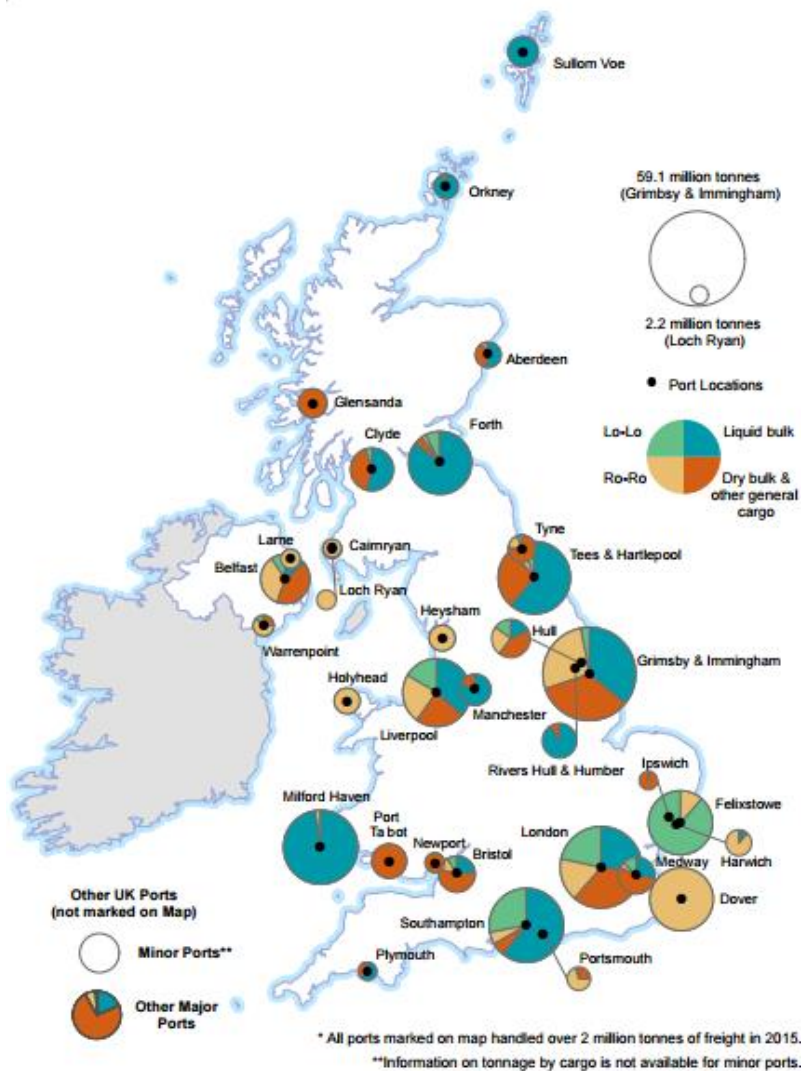 Sullom Voe
59.1 million tonnes
(Grimbsy & Immingham)
Orkney
2.2 million tonnes
(Loch Ryan)
Aberdeen
Port Locations
Glensanda
Clyde
Forth
Lo-Lo
Liquid bulk
Ro-Ro
Dry bulk &
other general
cargo
Tyne
Larne
Cairnryan
Tees & Hartlepool
Belfast
Loch Ryan
Heysham
Hull
Warrenpoint
Grimsby & Immingham
Holyhead
Manchester
Liverpool
Rivers Hull & Humber
Ipswich
Milford Haven
Felixstowe
Port
Talbot
Newport
London
Bristol
Medway
Harwich
Other UK Ports
(not marked on Map)
Dover
Southampton
Minor Ports**
Portsmouth
Plymouth
Other Major
Ports
* All ports marked on map handled over 2 million tonnes of freight in 2015.
**Information on tonnage by cargo is not available for minor ports.